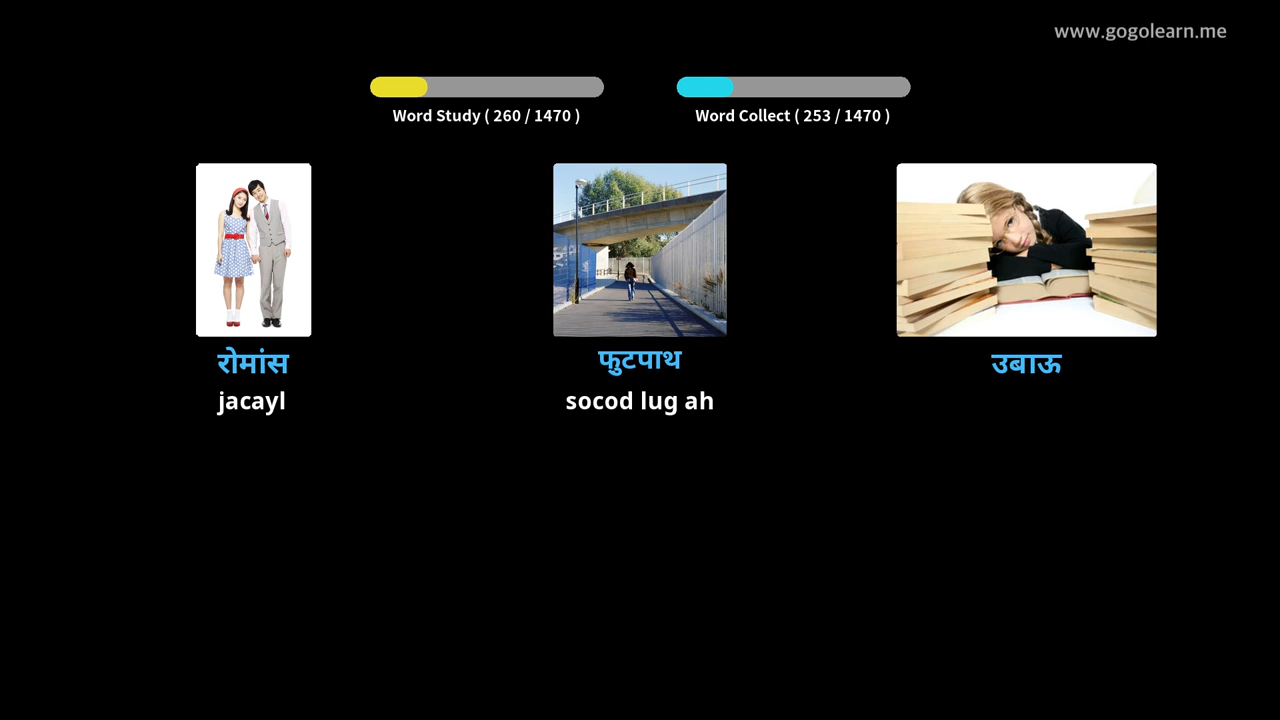 www.gogolearn.me
Word Study ( 260 / 1470 )
Word Collect ( 253 / 1470 )
रोमांस
jacayl
फुटपाथ
socod lug ah
उबाऊ